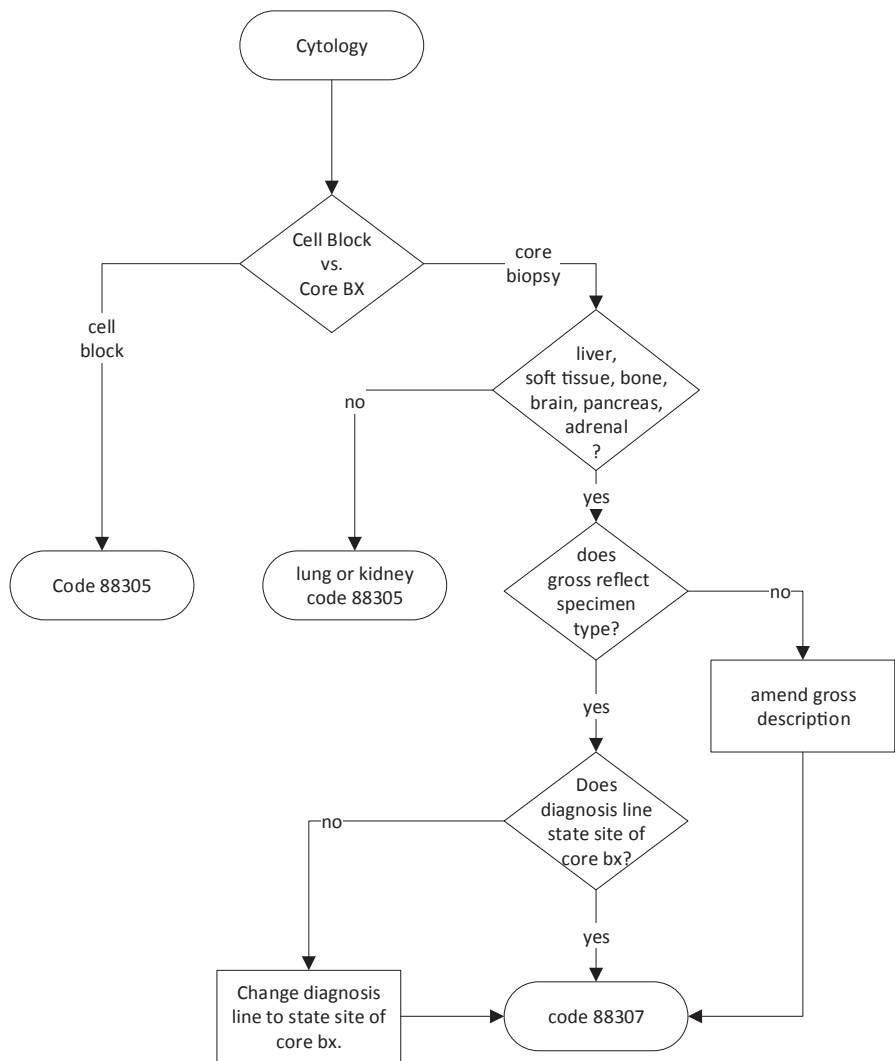 Cytology
Cell Block
vs.
Core BX
core
biopsy
cell
block
liver,
soft tissue, bone,
brain, pancreas,
adrenal
?
no
yes
Code 88305
lung or kidney
code 88305
does
gross reflect
specimen
type?
no
yes
amend gross
description
Does
diagnosis line
state site of
core bx?
no
yes
Change diagnosis
line to state site of
core bx.
code 88307